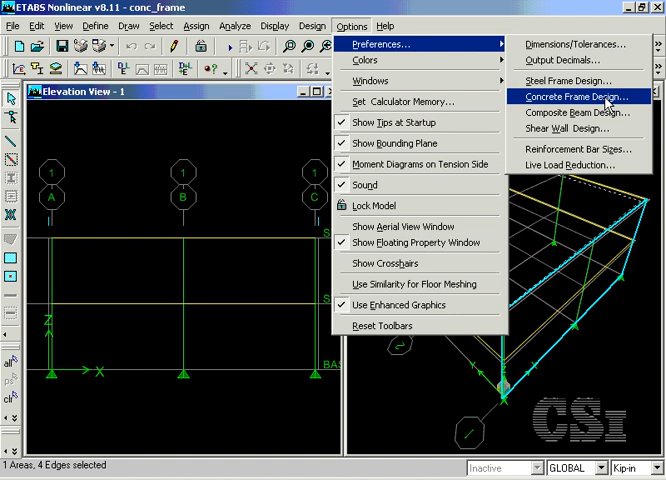 ETABS Nonlinear v8.11 - conc_frame
File Edit View Define Draw Select Assign Analyze Display Design Options Help
Elevation View - 1
Preferences...
Colors
Windows
Set Calculator Memory...
Show Tips at Startup
Show Bounding Plane
Moment Diagrams on Tension Side
Sound
Lock Model
Show Aerial View Window
Show Floating Property Window
Show Crosshairs
Use Similarity for Floor Meshing
Use Enhanced Graphics
Reset Toolbars
Dimensions/Tolerances...
Output Decimals...
Steel Frame Design...
Concrete Frame Design...
Composite Beam Design...
Shear Wall Design...
Reinforcement Bar Sizes...
Live Load Reduction...
1 1 1
A B C
S
S
Z
X
BAS
all
ps
clr
Y X
2
1
CSI
1 Areas, 4 Edges selected
Inactive
GLOBAL
Kip-in